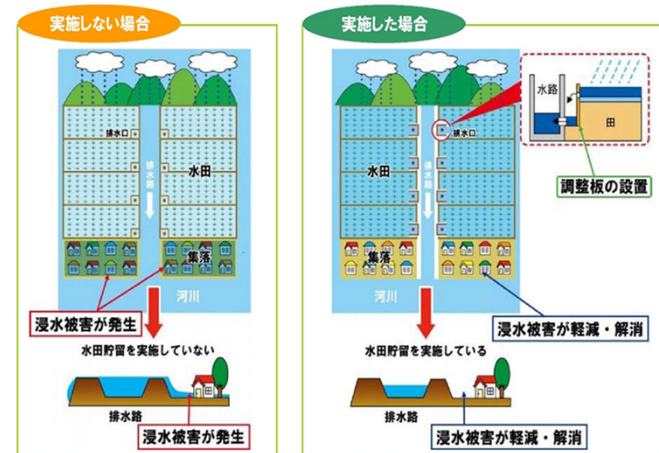 実施しない場合
排水口
水田
排水路
集落
河川
浸水被害が発生
水田貯留を実施していない
排水路
浸水被害が発生
実施した場合
水路
田
調整板の設置
排水口
水田
排水路
集落
河川
浸水被害が軽減・解消
水田貯留を実施している
排水路
浸水被害が軽減・解消